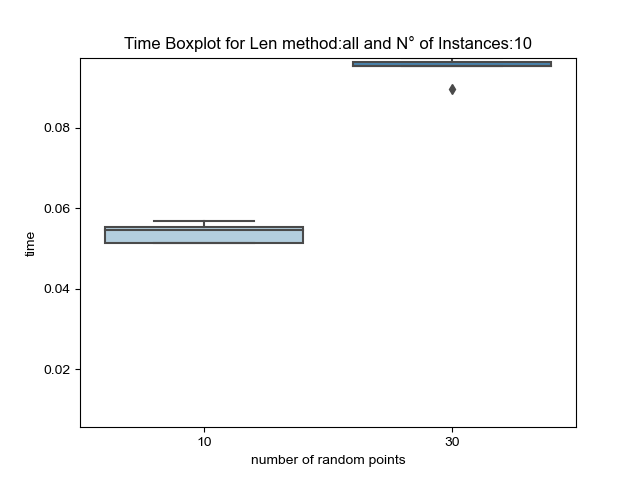 Time Boxplot for Len method:all and N° of Instances:10
0.08
0.06
0.04
0.02
time
10
30
number of random points